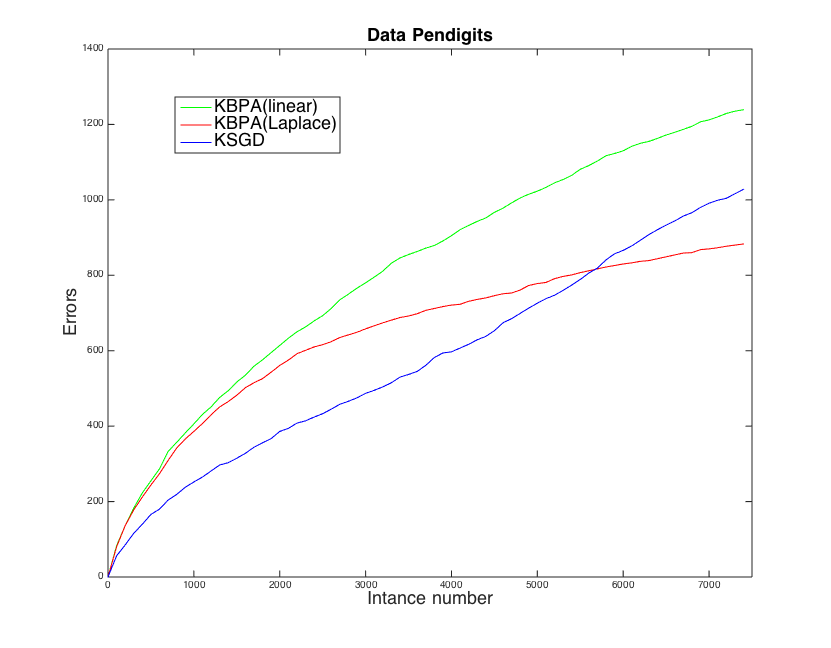 Data Pendigits
1400
1200
1000
800
600
400
200
0
Errors
KBPA(linear)
KBPA(Laplace)
KSGD
0 1000 2000 3000 4000 5000 6000 7000
Intance number